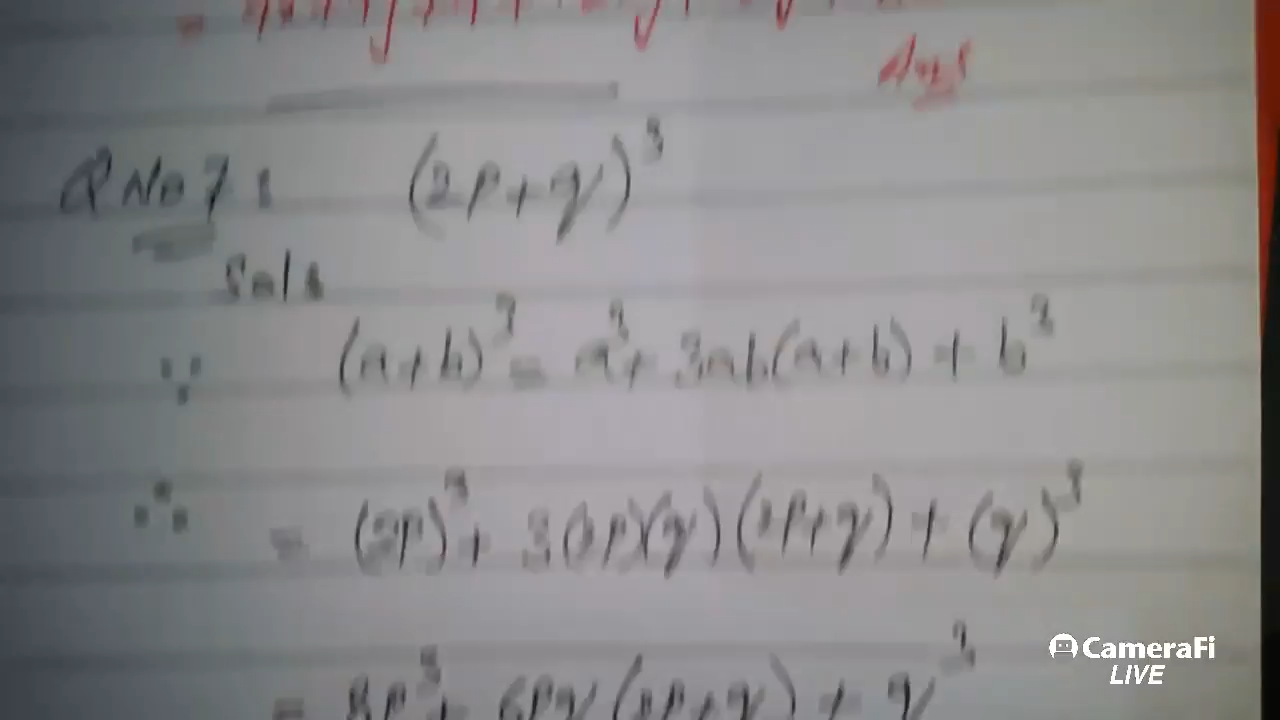 Ans
Q No 7: (2p+q)³
Sol:
∵ (a+b)³ = a³+ 3ab(a+b) + b³
∴ = (2p)³+ 3(2p)(q)(2p+q) + (q)³
= 8p³+ 6pq(2p+q) + q³
CameraFi
LIVE